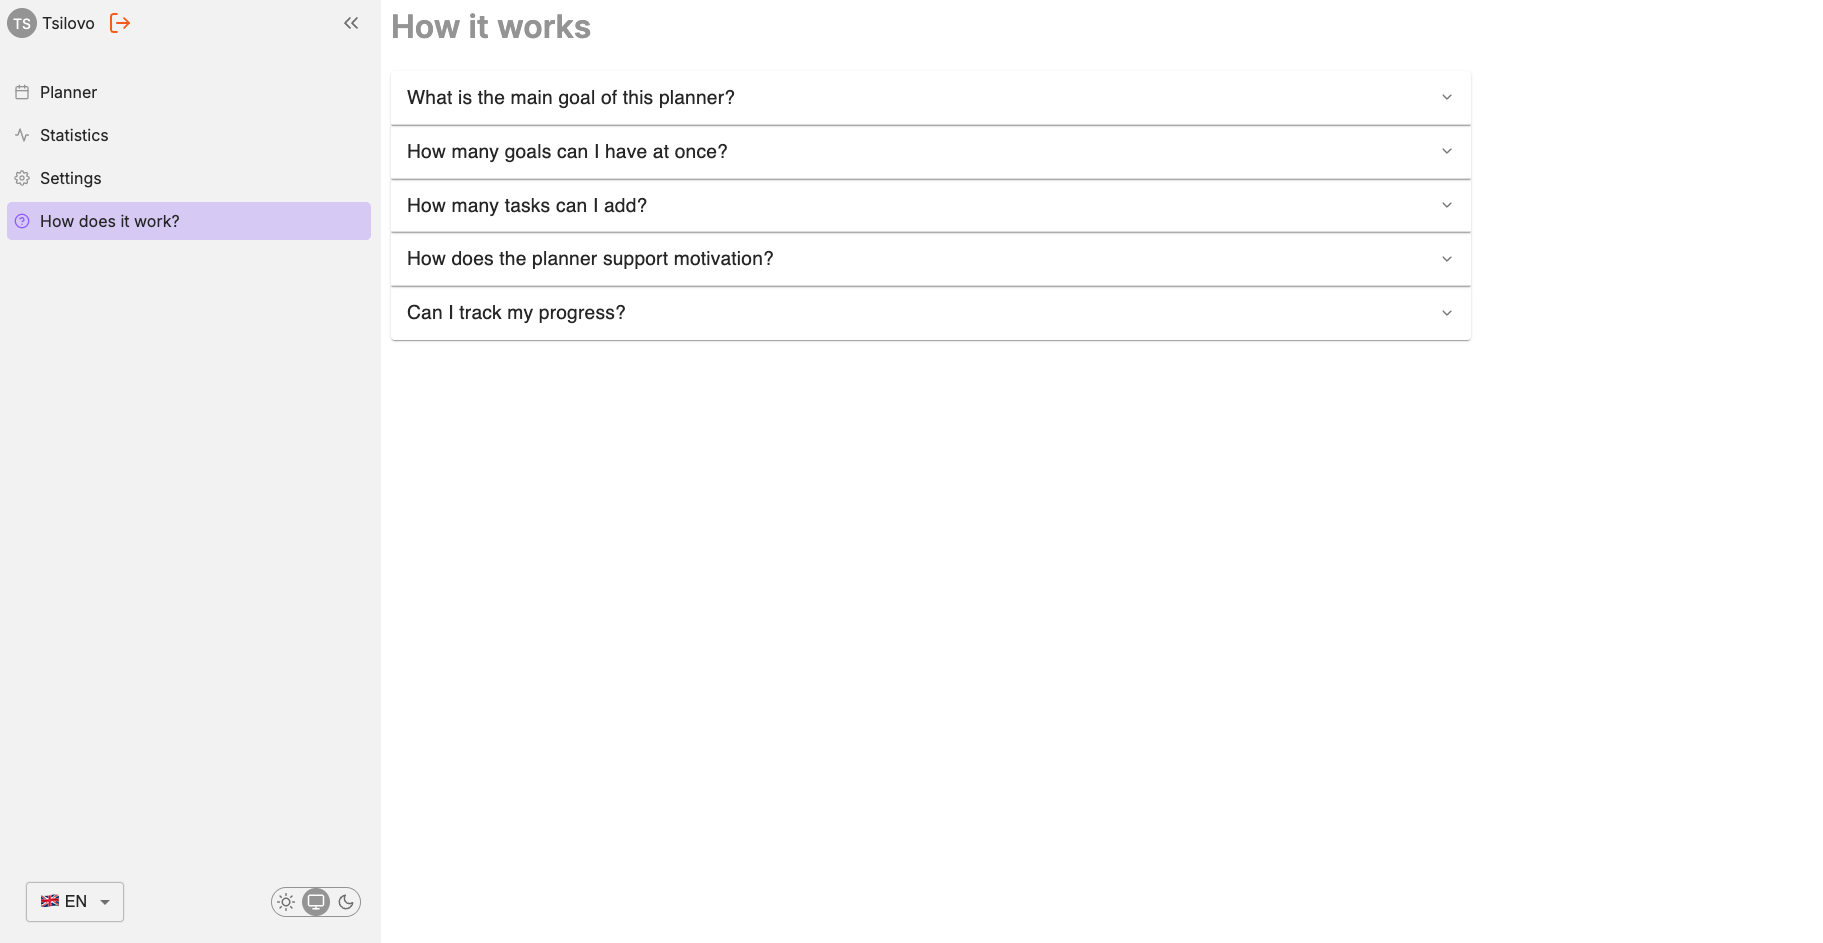 TS Tsilovo
Planner
Statistics
Settings
How does it work?
EN
How it works
What is the main goal of this planner?
How many goals can I have at once?
How many tasks can I add?
How does the planner support motivation?
Can I track my progress?